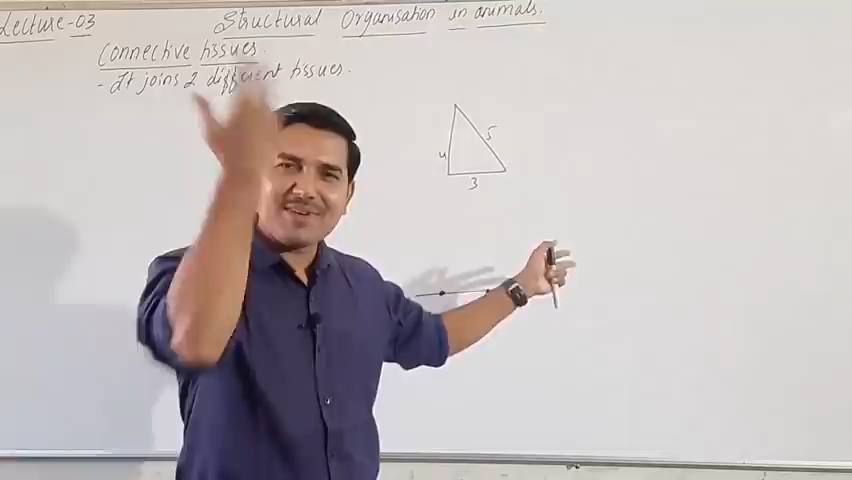 Lecture-03
Structural Organisation in animals.
Connective tissues.
- It joins 2 different tissues.
5
4
3